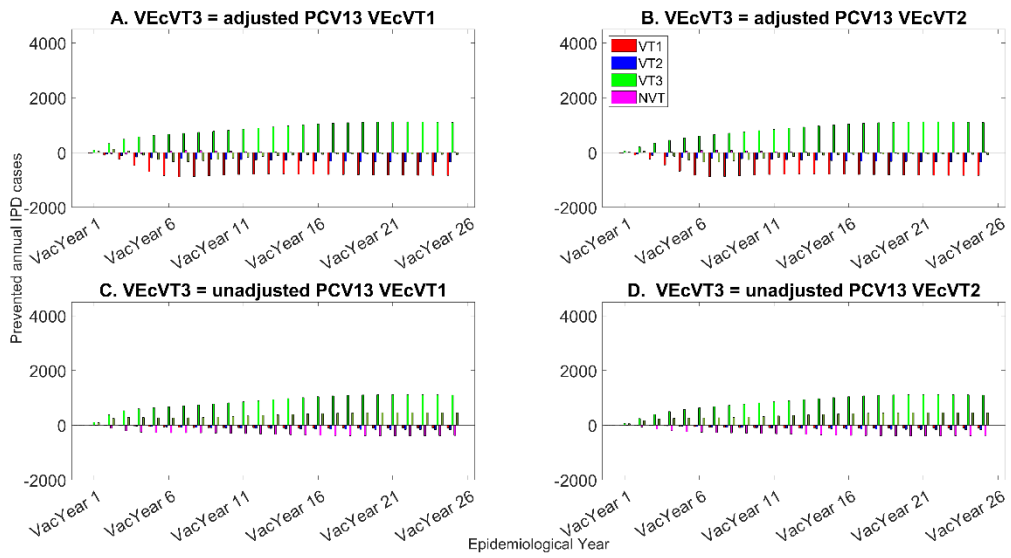 A. VEcVT3 = adjusted PCV13 VEcVT1
4000
2000
0
-2000
VacYear 1
VacYear 6
VacYear 11
VacYear 16
VacYear 21
VacYear 26
B. VEcVT3 = adjusted PCV13 VEcVT2
VT1
VT2
VT3
NVT
4000
2000
0
-2000
VacYear 1
VacYear 6
VacYear 11
VacYear 16
VacYear 21
VacYear 26
Prevented annual IPD cases
C. VEcVT3 = unadjusted PCV13 VEcVT1
4000
2000
0
-2000
VacYear 1
VacYear 6
VacYear 11
VacYear 16
VacYear 21
VacYear 26
D. VEcVT3 = unadjusted PCV13 VEcVT2
4000
2000
0
-2000
VacYear 1
VacYear 6
VacYear 11
VacYear 16
VacYear 21
VacYear 26
Epidemiological Year